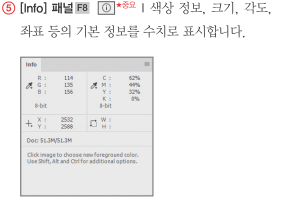 ⑤ [Info] 패널 F8 ★중요 | 색상 정보, 크기, 각도,
좌표 등의 기본 정보를 수치로 표시합니다.
Info
R : 114 C : 62%
G : 135 M : 44%
B : 156 Y : 32%
K : 0%
8-bit 8-bit
X : 2532 W :
Y : 2588 H :
Doc: 51.3M/51.3M
Click image to choose new foreground color.
Use Shift, Alt and Ctrl for additional options.